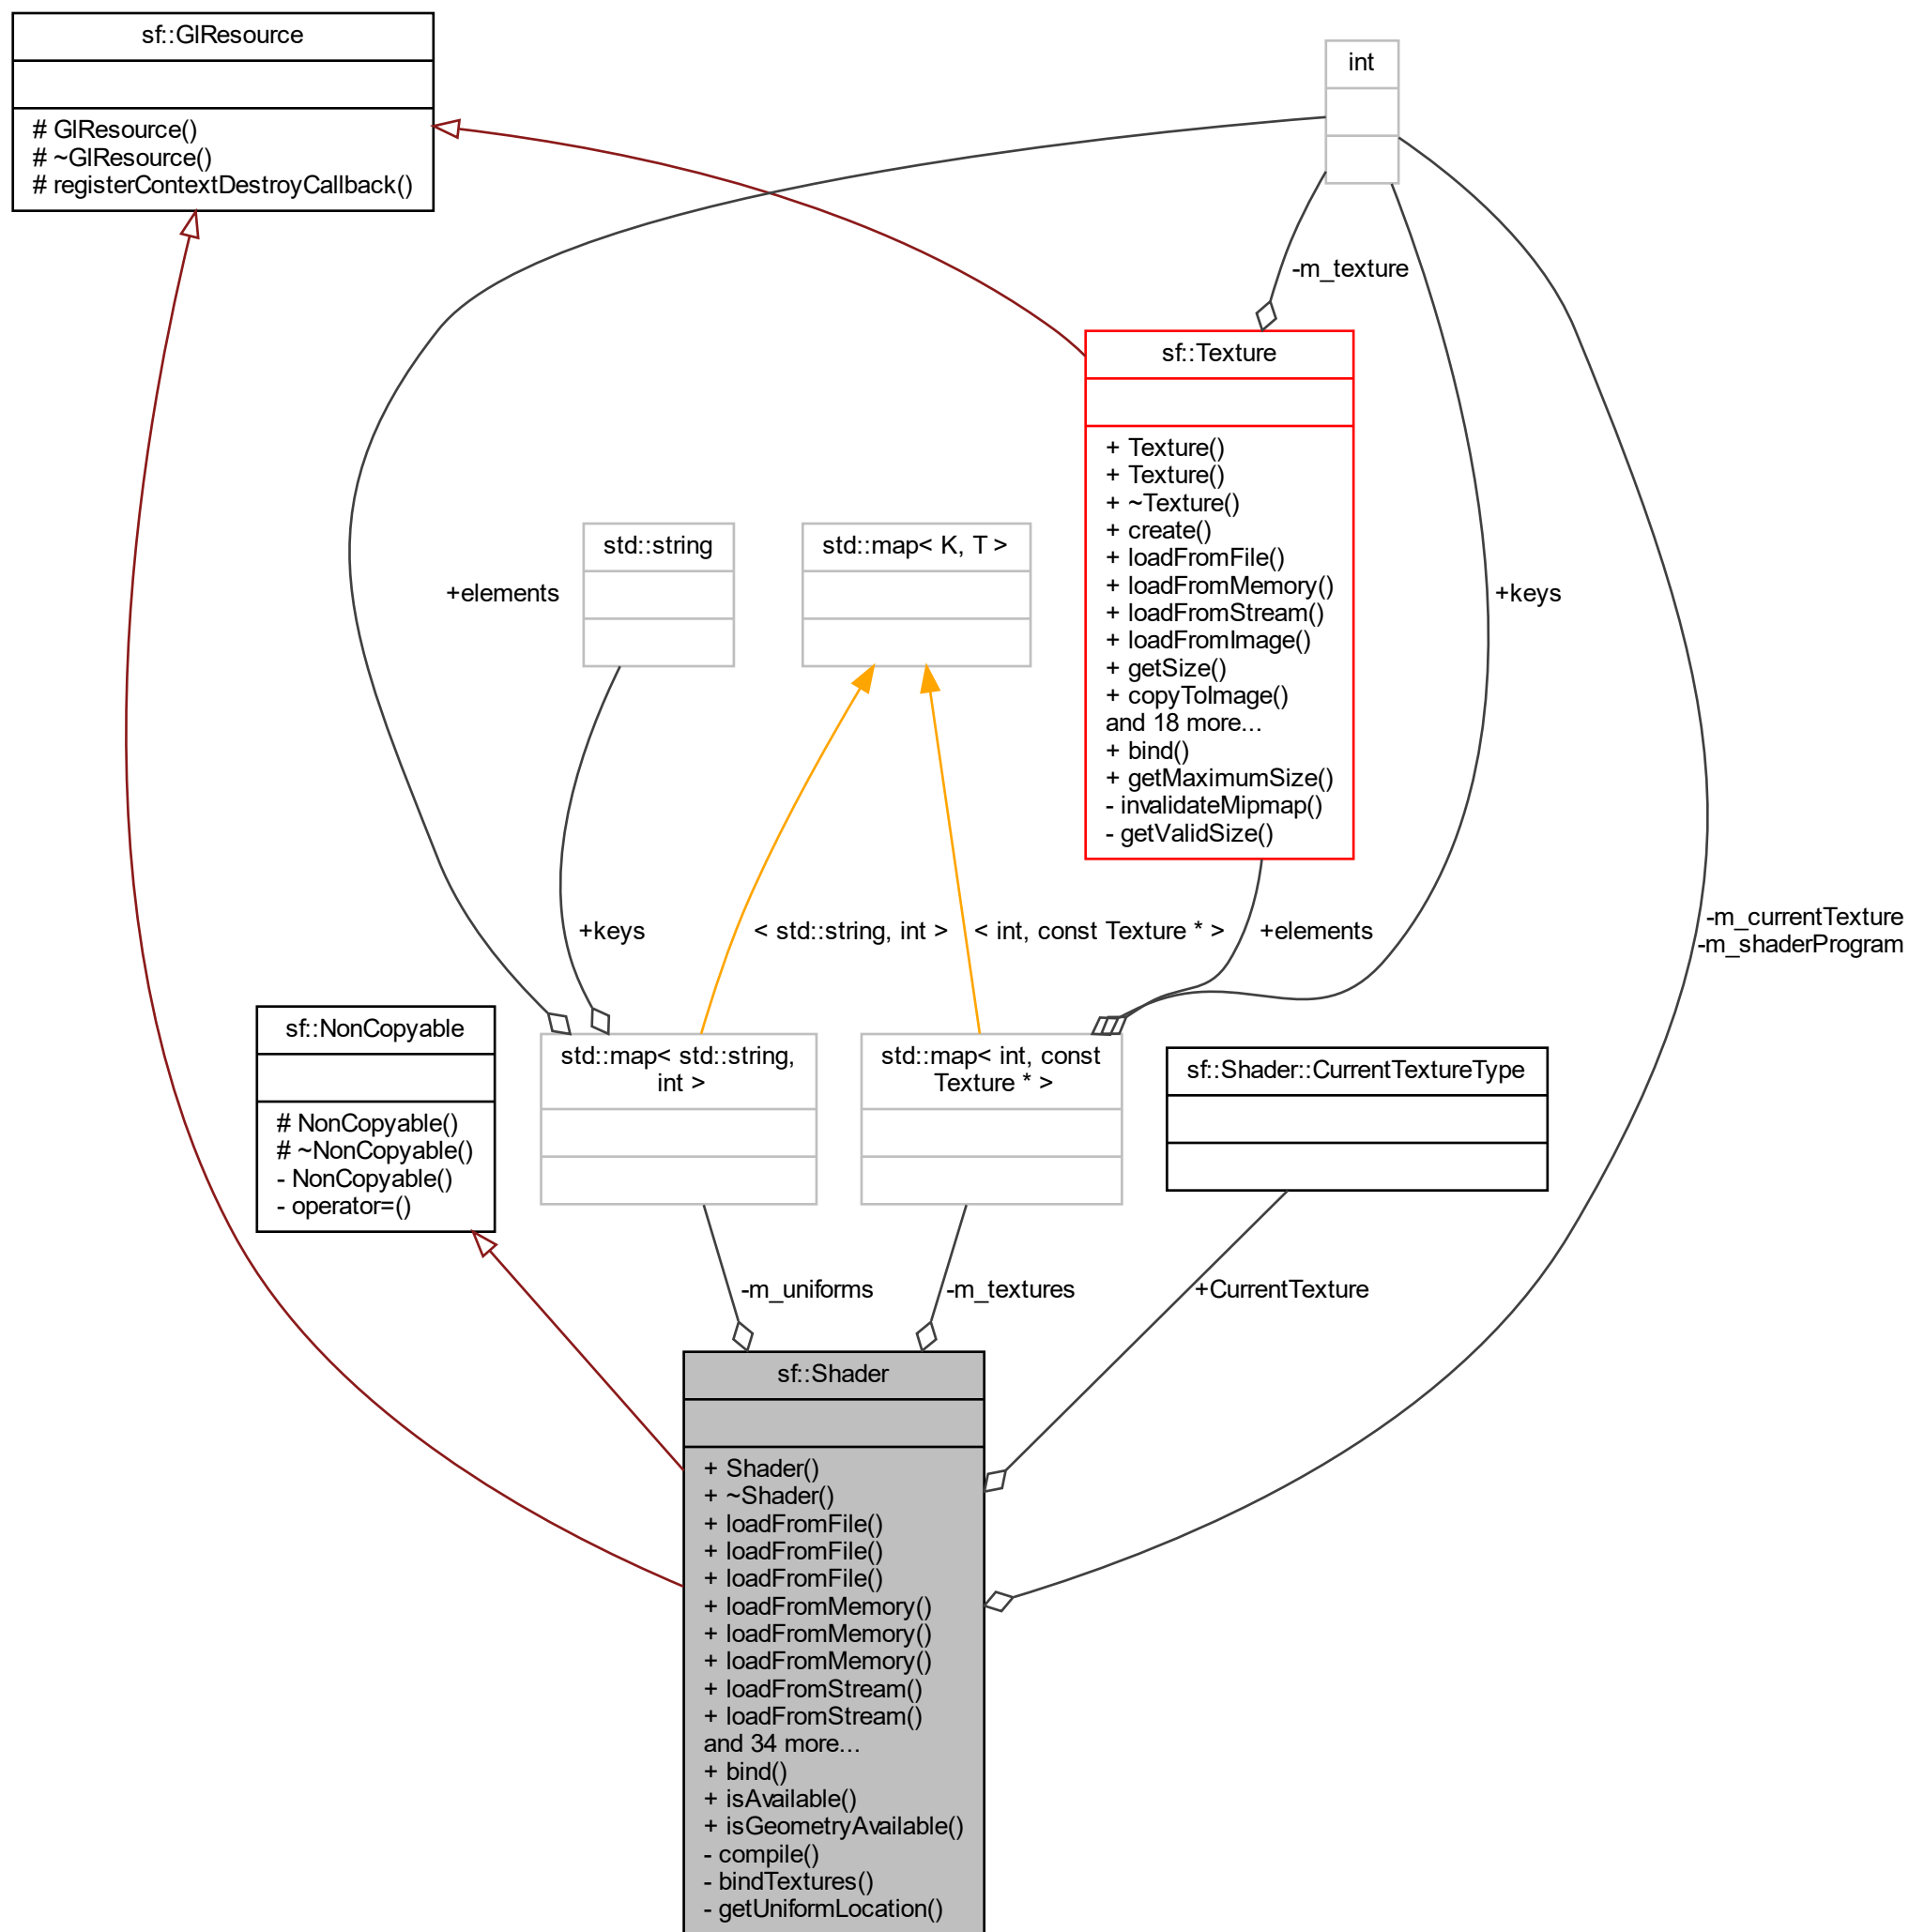 sf::GlResource
# GlResource()
# ~GlResource()
# registerContextDestroyCallback()
int
-m_texture
sf::Texture
+ Texture()
+ Texture()
+ ~Texture()
+ create()
+ loadFromFile()
+ loadFromMemory()
+ loadFromStream()
+ loadFromImage()
+ getSize()
+ copyToImage()
and 18 more...
+ bind()
+ getMaximumSize()
- invalidateMipmap()
- getValidSize()
+elements
std::string
std::map< K, T >
+keys
+keys
< std::string, int >
< int, const Texture * >
+elements
-m_currentTexture
-m_shaderProgram
sf::NonCopyable
# NonCopyable()
# ~NonCopyable()
- NonCopyable()
- operator=()
std::map< std::string,
int >
std::map< int, const
Texture * >
sf::Shader::CurrentTextureType
-m_uniforms
-m_textures
+CurrentTexture
sf::Shader
+ Shader()
+ ~Shader()
+ loadFromFile()
+ loadFromFile()
+ loadFromFile()
+ loadFromMemory()
+ loadFromMemory()
+ loadFromMemory()
+ loadFromStream()
+ loadFromStream()
and 34 more...
+ bind()
+ isAvailable()
+ isGeometryAvailable()
- compile()
- bindTextures()
- getUniformLocation()